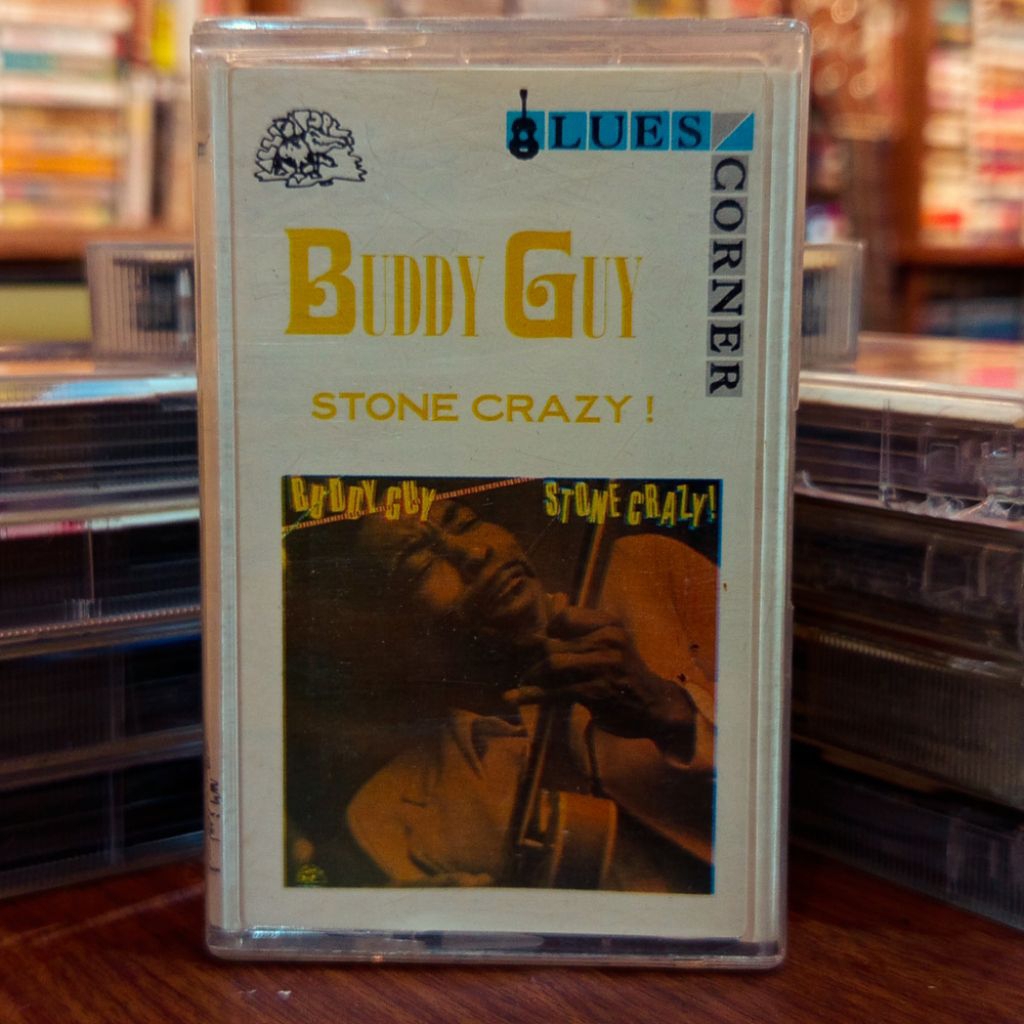 BLUES
CORNER
BUDDY GUY
STONE CRAZY !
BUDDY GUY
STONE CRAZY!